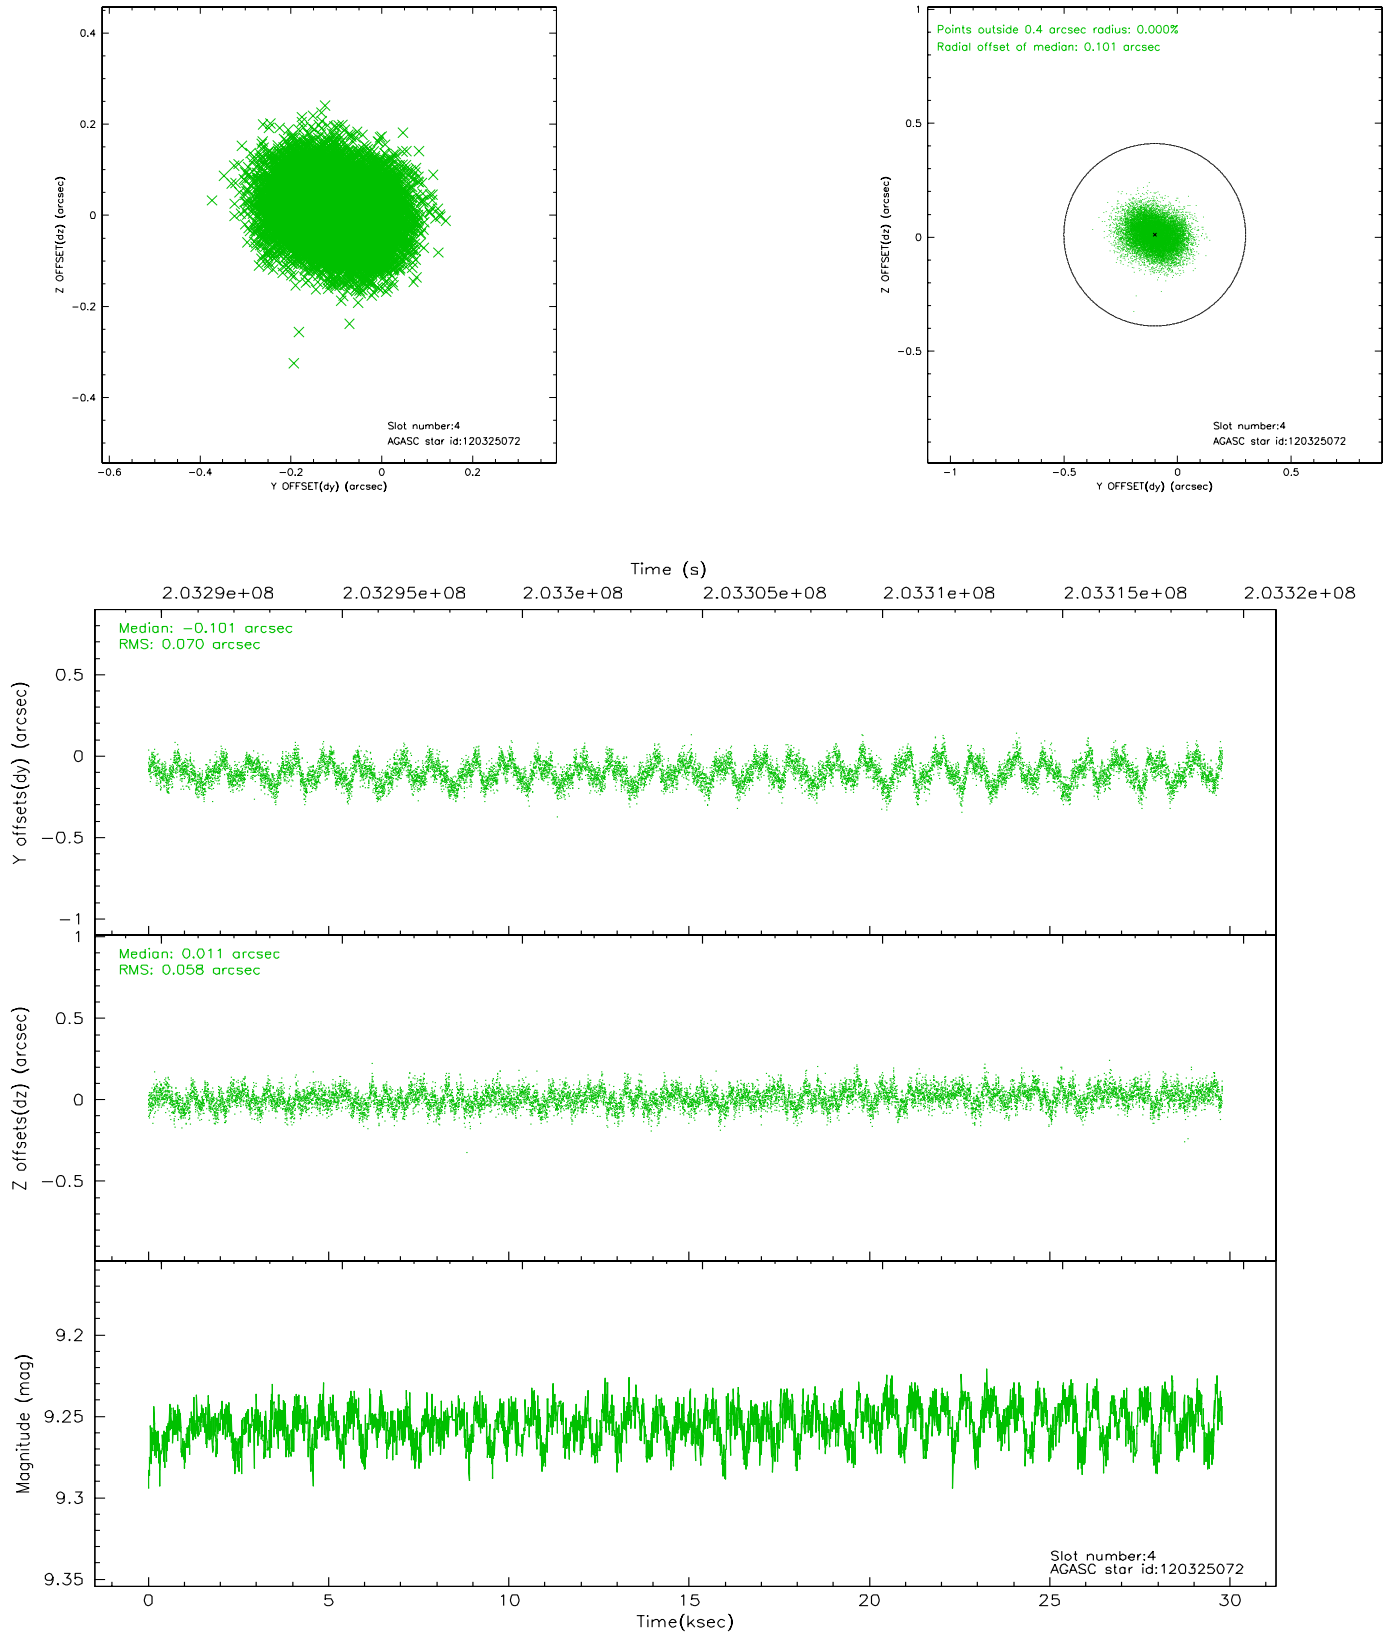 0.4
0.2
0
−0.2
−0.4
Z OFFSET(dz) (arcsec)
Slot number:4
AGASC star id:120325072
−0.6 −0.4 −0.2 0 0.2
Y OFFSET(dy) (arcsec)
Points outside 0.4 arcsec radius: 0.000%
Radial offset of median: 0.101 arcsec
1
0.5
0
−0.5
Z OFFSET(dz) (arcsec)
Slot number:4
AGASC star id:120325072
−1 −0.5 0 0.5
Y OFFSET(dy) (arcsec)
Time (s)
2.0329e+08 2.03295e+08 2.033e+08 2.03305e+08 2.0331e+08 2.03315e+08 2.0332e+08
Median: −0.101 arcsec
RMS: 0.070 arcsec
0.5
0
−0.5
−1
Y offsets(dy) (arcsec)
Median: 0.011 arcsec
RMS: 0.058 arcsec
1
0.5
0
−0.5
Z offsets(dz) (arcsec)
9.2
9.25
9.3
9.35
Magnitude (mag)
Slot number:4
AGASC star id:120325072
0 5 10 15 20 25 30
Time(ksec)